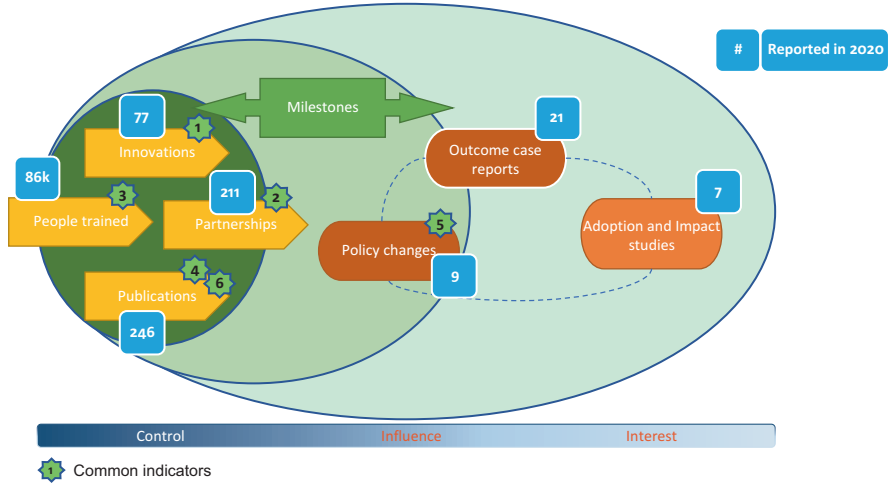 # Reported in 2020
Milestones
77
1
Innovations
21
Outcome case
reports
86k
3
People trained
211
2
Partnerships
7
Adoption and Impact
studies
5
Policy changes
9
4
6
Publications
246
Control Influence Interest
1 Common indicators